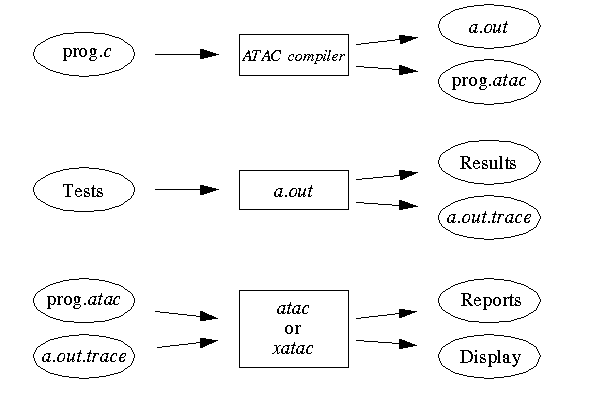 prog.c
ATAC compiler
a.out
prog.atac
Tests
a.out
Results
a.out.trace
prog.atac
a.out.trace
atac
or
xatac
Reports
Display